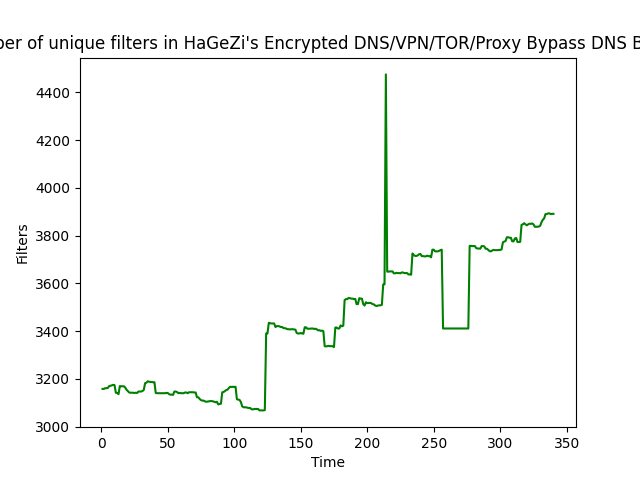 ber of unique filters in HaGeZi's Encrypted DNS/VPN/TOR/Proxy Bypass DNS B
4400
4200
4000
3800
3600
3400
3200
3000
Filters
0 50 100 150 200 250 300 350
Time